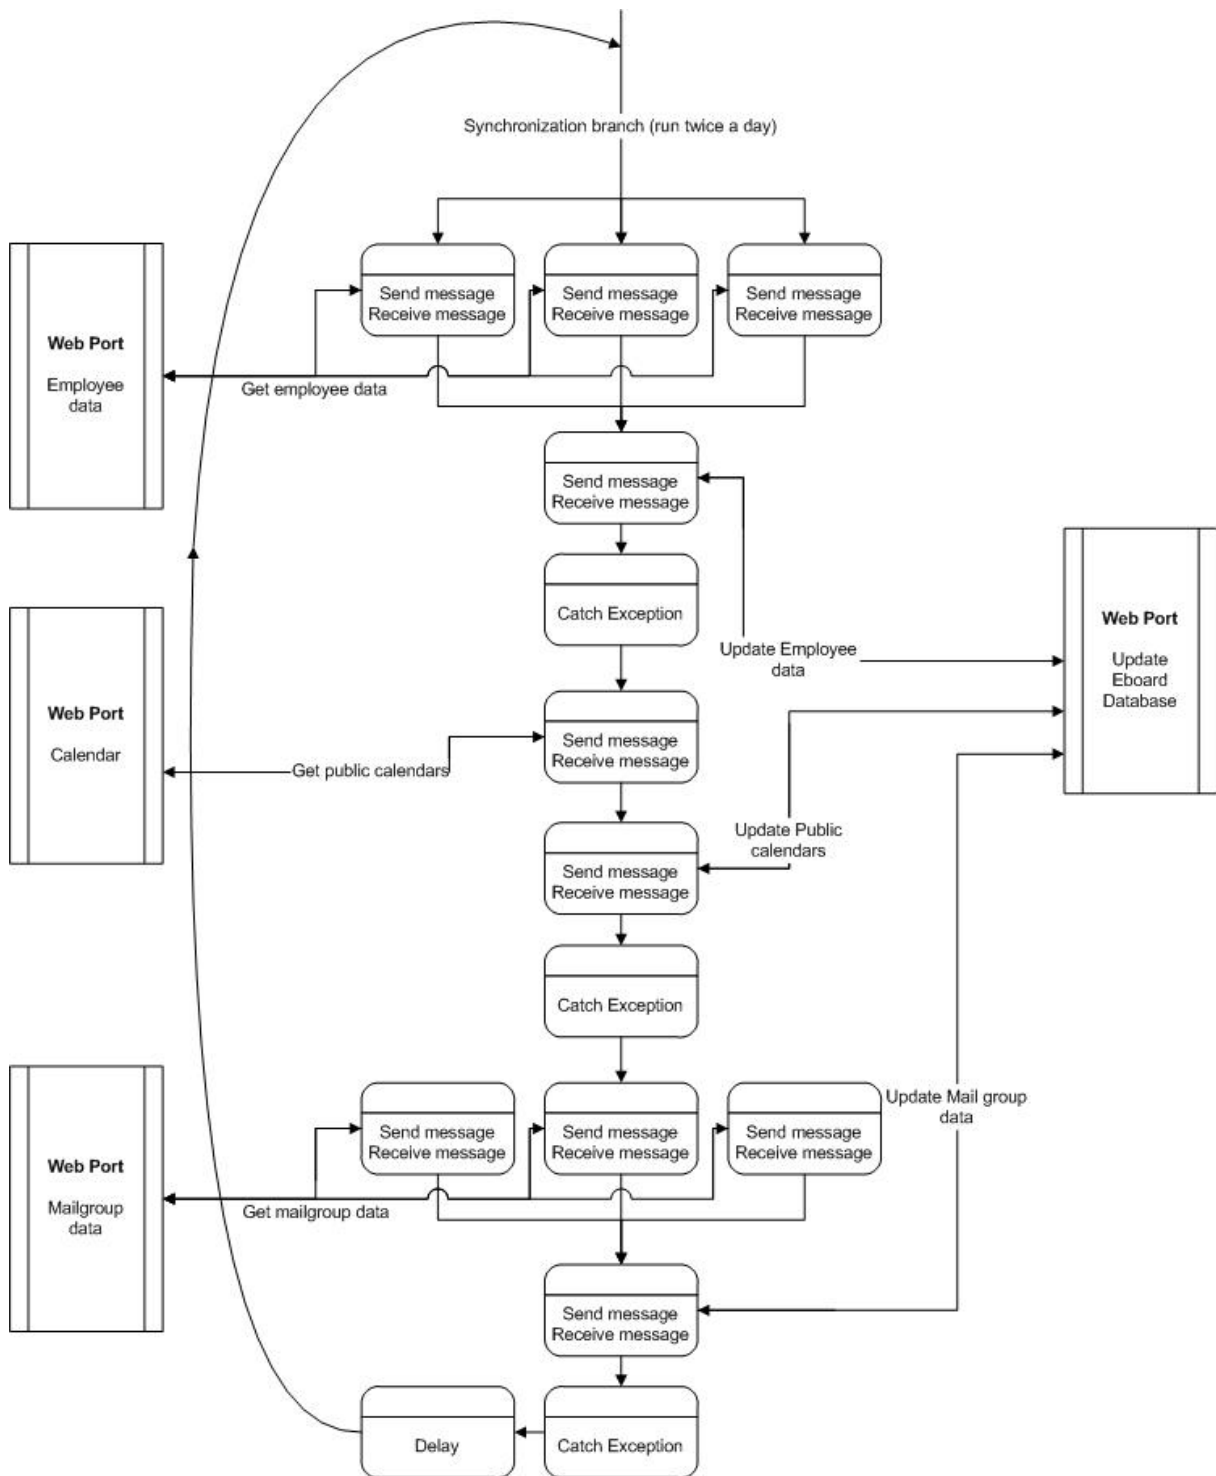 Synchronization branch (run twice a day)
Send message
Receive message
Send message
Receive message
Send message
Receive message
Web Port
Employee
data
Get employee data
Send message
Receive message
Catch Exception
Update Employee
data
Web Port
Update
Eboard
Database
Web Port
Calendar
Get public calendars
Send message
Receive message
Update Public
calendars
Send message
Receive message
Catch Exception
Update Mail group
data
Send message
Receive message
Send message
Receive message
Send message
Receive message
Web Port
Mailgroup
data
Get mailgroup data
Send message
Receive message
Delay
Catch Exception